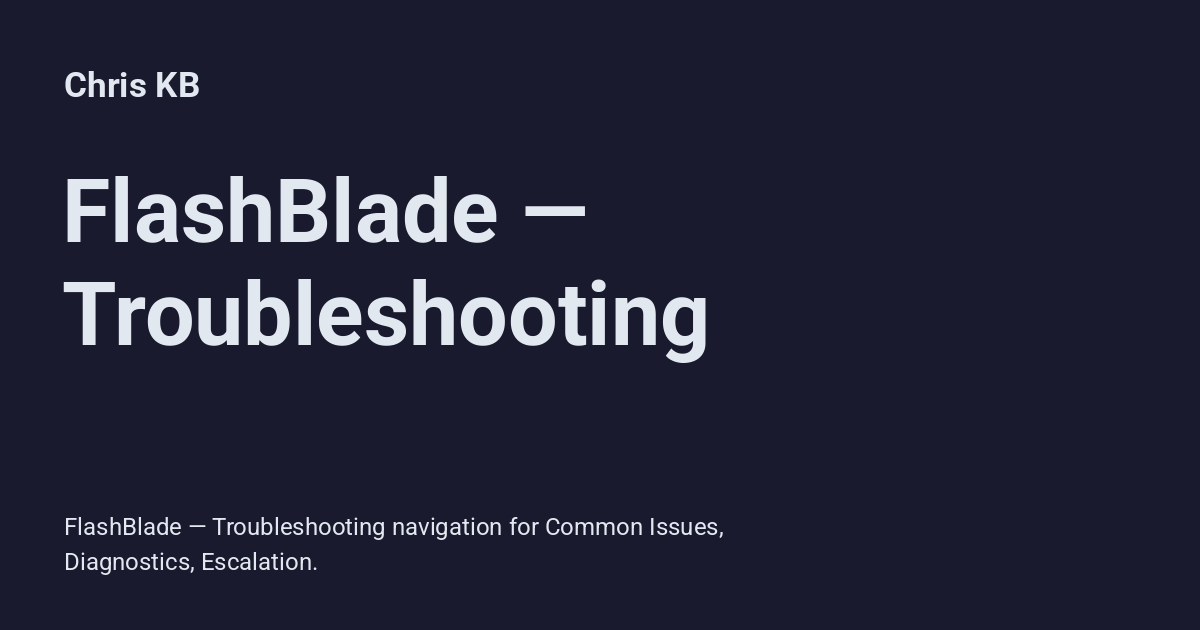 Chris KB
FlashBlade —
Troubleshooting
FlashBlade — Troubleshooting navigation for Common Issues,
Diagnostics, Escalation.